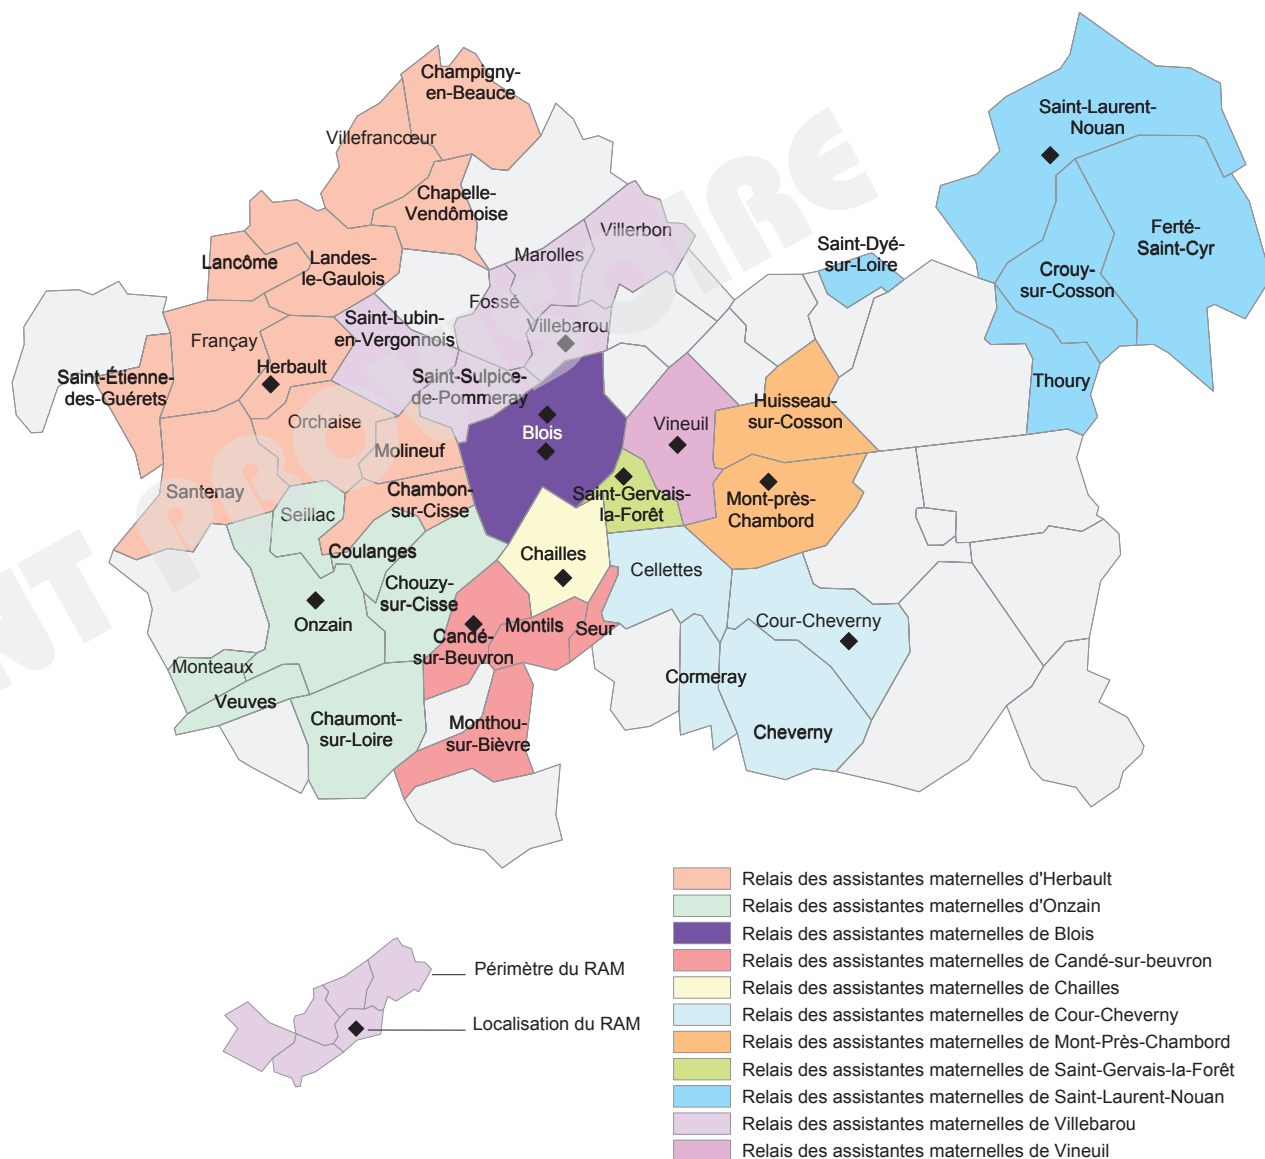 Champigny-
en-Beauce
Villefrancœur
Chapelle-
Vendômoise
Saint-Laurent-
Nouan
Villerbon
Marolles
Saint-Dyé-
sur-Loire
Ferté-
Saint-Cyr
Lancôme
Landes-
le-Gaulois
Crouy-
sur-Cosson
Fossé
Saint-Lubin-
en-Vergonnois
Villebarou
Françay
Herbault
Saint-Étienne-
des-Guérets
Saint-Sulpice-
de-Pommeray
Thoury
Huisseau-
sur-Cosson
Orchaise
Blois
Vineuil
Molineuf
Santenay
Chambon-
sur-Cisse
Saint-Gervais-
la-Forêt
Mont-près-
Chambord
Seillac
Coulanges
Chailles
Cellettes
Chouzy-
sur-Cisse
Onzain
Candé-
sur-Beuvron
Montils
Seur
Cour-Cheverny
Monteaux
Veuves
Cormeray
Chaumont-
sur-Loire
Monthou-
sur-Bièvre
Cheverny
NT PROVISOIRE
Relais des assistantes maternelles d'Herbault
Relais des assistantes maternelles d'Onzain
Relais des assistantes maternelles de Blois
Relais des assistantes maternelles de Candé-sur-beuvron
Relais des assistantes maternelles de Chailles
Relais des assistantes maternelles de Cour-Cheverny
Relais des assistantes maternelles de Mont-Près-Chambord
Relais des assistantes maternelles de Saint-Gervais-la-Forêt
Relais des assistantes maternelles de Saint-Laurent-Nouan
Relais des assistantes maternelles de Villebarou
Relais des assistantes maternelles de Vineuil
Périmètre du RAM
Localisation du RAM